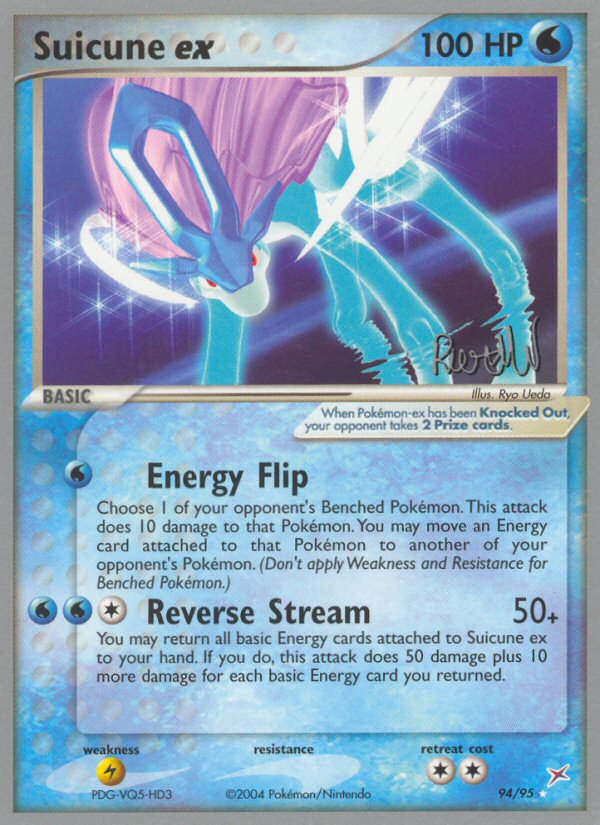 Suicune ex 100 HP
BASIC
Illus. Ryo Ueda
When Pokémon-ex has been Knocked Out,
your opponent takes 2 Prize cards.
Energy Flip
Choose 1 of your opponent's Benched Pokémon. This attack
does 10 damage to that Pokémon. You may move an Energy
card attached to that Pokémon to another of your
opponent's Pokémon. (Don't apply Weakness and Resistance for
Benched Pokémon.)
Reverse Stream 50+
You may return all basic Energy cards attached to Suicune ex
to your hand. If you do, this attack does 50 damage plus 10
more damage for each basic Energy card you returned.
weakness resistance retreat cost
PDG-VQ5-HD3 ©2004 Pokémon/Nintendo 94/95